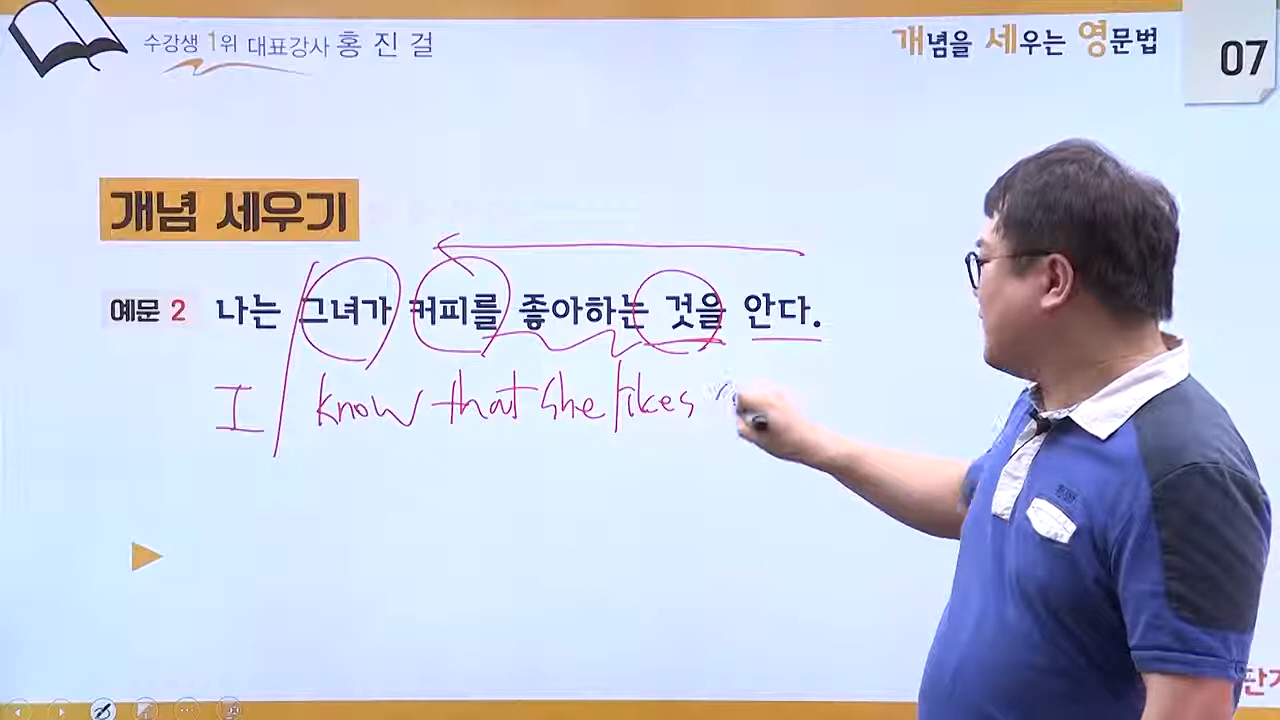 수강생 1위 대표강사 홍 진 걸
개념을 세우는 영문법
07
개념 세우기
예문 2 나는 그녀가 커피를 좋아하는 것을 안다.
I know that she likes
단기